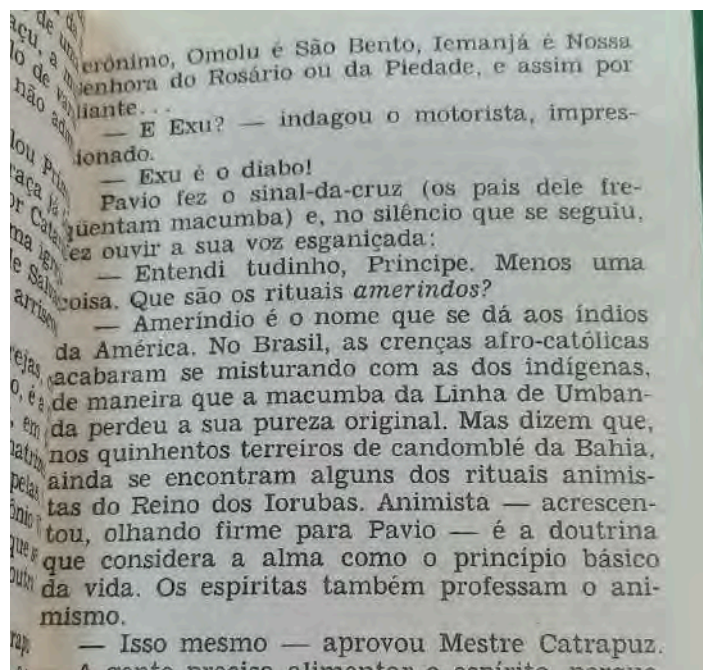 erônimo, Omolu é São Bento, Iemanjá é Nossa
enhora do Rosário ou da Piedade, e assim por
iante...
— E Exu? — indagou o motorista, impres-
ionado.
— Exu é o diabo!
Pavio fez o sinal-da-cruz (os pais dele fre-
qüentam macumba) e, no silêncio que se seguiu,
ez ouvir a sua voz esganiçada:
— Entendi tudinho, Príncipe. Menos uma
coisa. Que são os rituais amerindos?
— Ameríndio é o nome que se dá aos índios
da América. No Brasil, as crenças afro-católicas
acabaram se misturando com as dos indígenas,
de maneira que a macumba da Linha de Umban-
da perdeu a sua pureza original. Mas dizem que,
nos quinhentos terreiros de candomblé da Bahia,
ainda se encontram alguns dos rituais animis-
tas do Reino dos Iorubas. Animista — acrescen-
tou, olhando firme para Pavio — é a doutrina
que considera a alma como o princípio básico
da vida. Os espíritas também professam o ani-
mismo.
— Isso mesmo — aprovou Mestre Catrapuz.